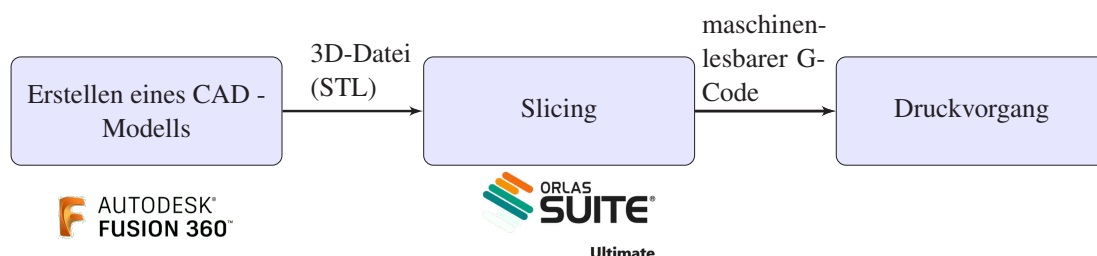 Erstellen eines CAD -
Modells
3D-Datei
(STL)
Slicing
maschinen-
lesbarer G-
Code
Druckvorgang
AUTODESK®
FUSION 360™
ORLAS
SUITE®
Ultimate